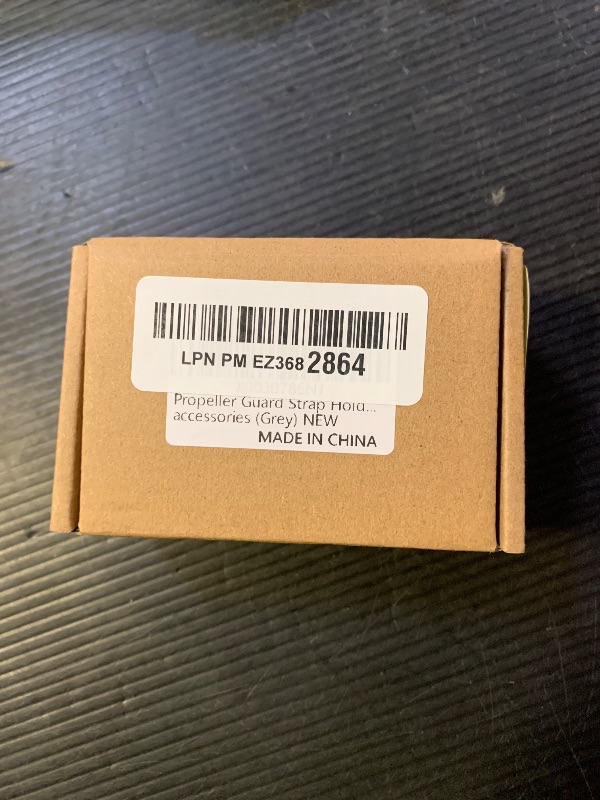 LPN PM EZ368 2864
Propeller Guard Strap Hold...
accessories (Grey) NEW
MADE IN CHINA